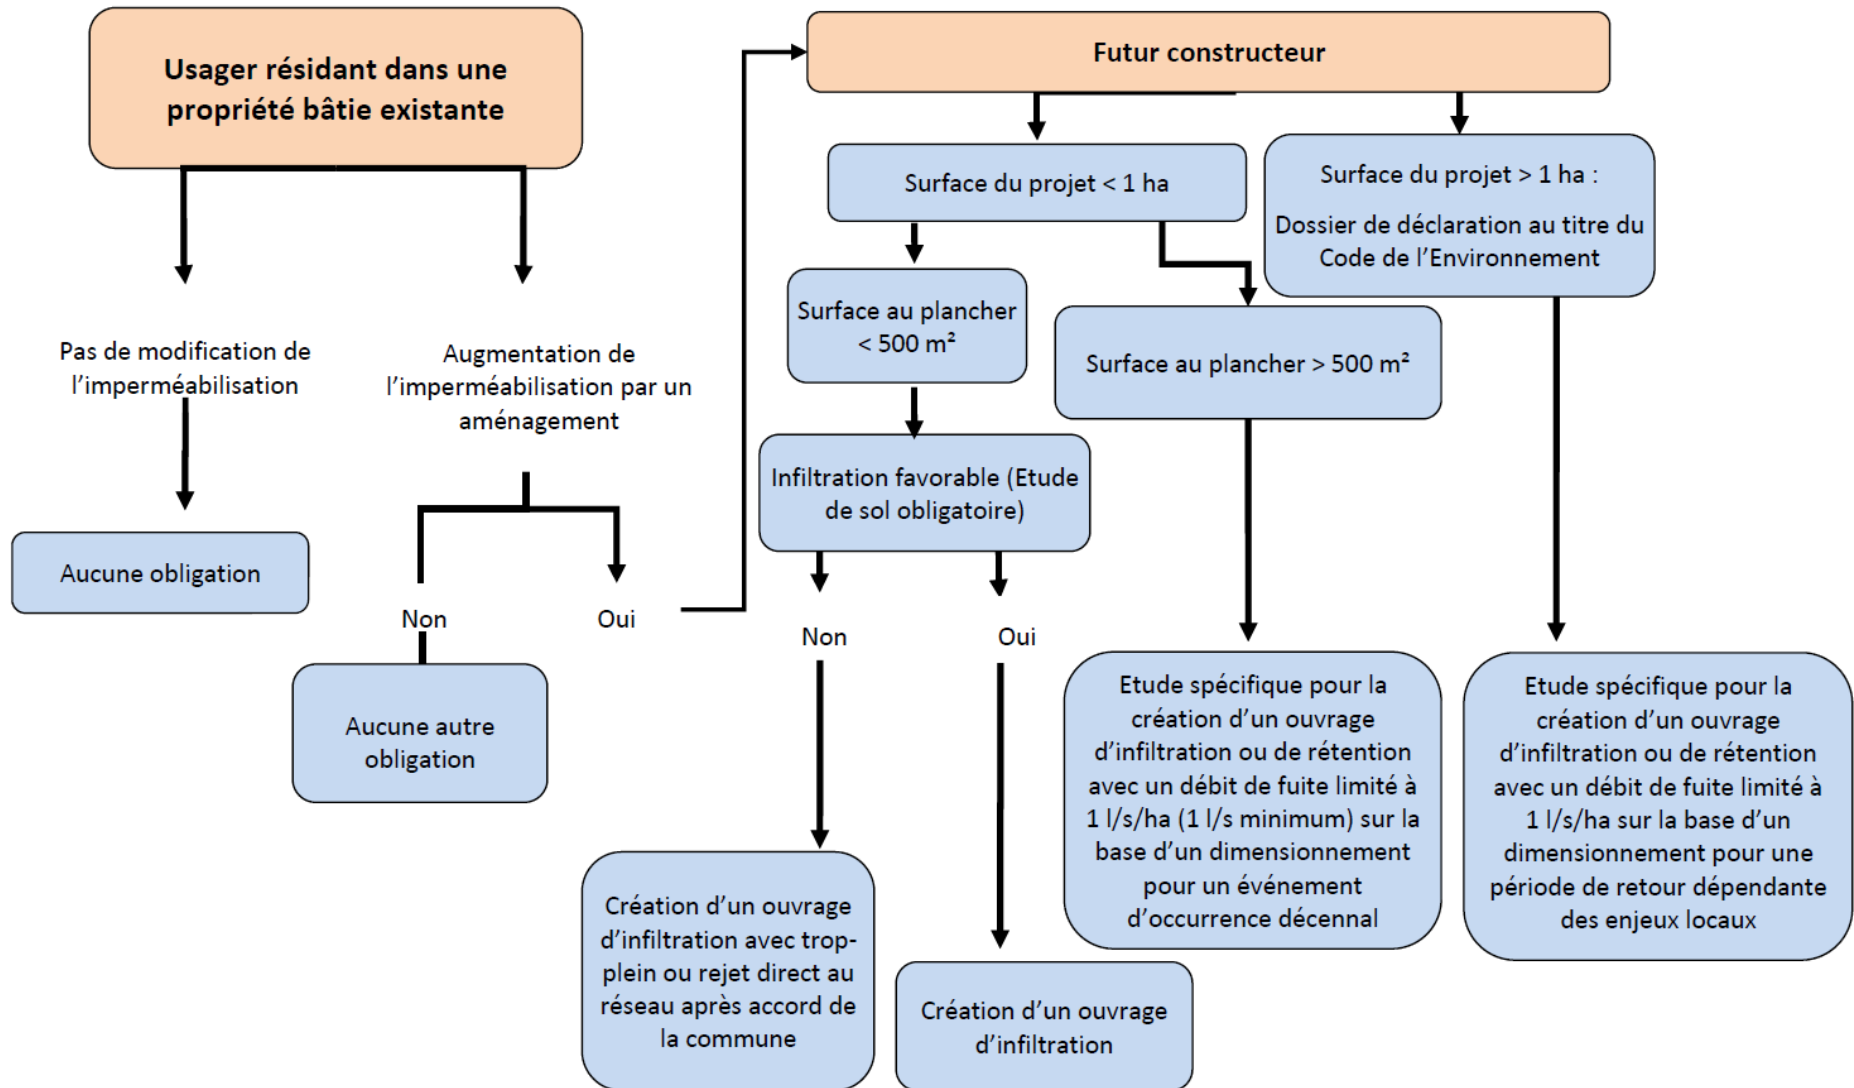 Usager résidant dans une
propriété bâtie existante
Pas de modification de
l'imperméabilisation
Aucune obligation
Augmentation de
l'imperméabilisation par un
aménagement
Non
Oui
Aucune autre
obligation
Futur constructeur
Surface du projet < 1 ha
Surface du projet > 1 ha :
Dossier de déclaration au titre du
Code de l'Environnement
Surface au plancher
< 500 m²
Surface au plancher > 500 m²
Infiltration favorable (Etude
de sol obligatoire)
Non
Oui
Création d'un ouvrage
d'infiltration avec trop-
plein ou rejet direct au
réseau après accord de
la commune
Création d'un ouvrage
d'infiltration
Etude spécifique pour la
création d'un ouvrage
d'infiltration ou de rétention
avec un débit de fuite limité à
1 l/s/ha (1 l/s minimum) sur la
base d'un dimensionnement
pour un événement
d'occurrence décennal
Etude spécifique pour la
création d'un ouvrage
d'infiltration ou de rétention
avec un débit de fuite limité à
1 l/s/ha sur la base d'un
dimensionnement pour une
période de retour dépendante
des enjeux locaux